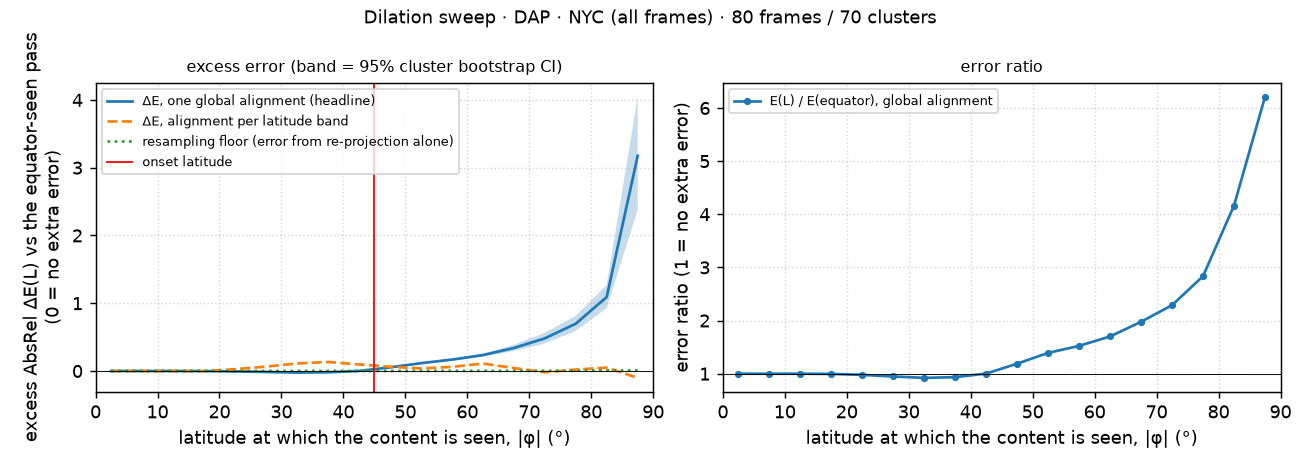 Dilation sweep · DAP · NYC (all frames) · 80 frames / 70 clusters
excess error (band = 95% cluster bootstrap CI)
excess AbsRel ΔE(L) vs the equator-seen pass
(0 = no extra error)
4
3
2
1
0
ΔE, one global alignment (headline)
ΔE, alignment per latitude band
resampling floor (error from re-projection alone)
onset latitude
0 10 20 30 40 50 60 70 80 90
latitude at which the content is seen, |φ| (°)
error ratio
error ratio (1 = no extra error)
6
5
4
3
2
1
E(L) / E(equator), global alignment
0 10 20 30 40 50 60 70 80 90
latitude at which the content is seen, |φ| (°)